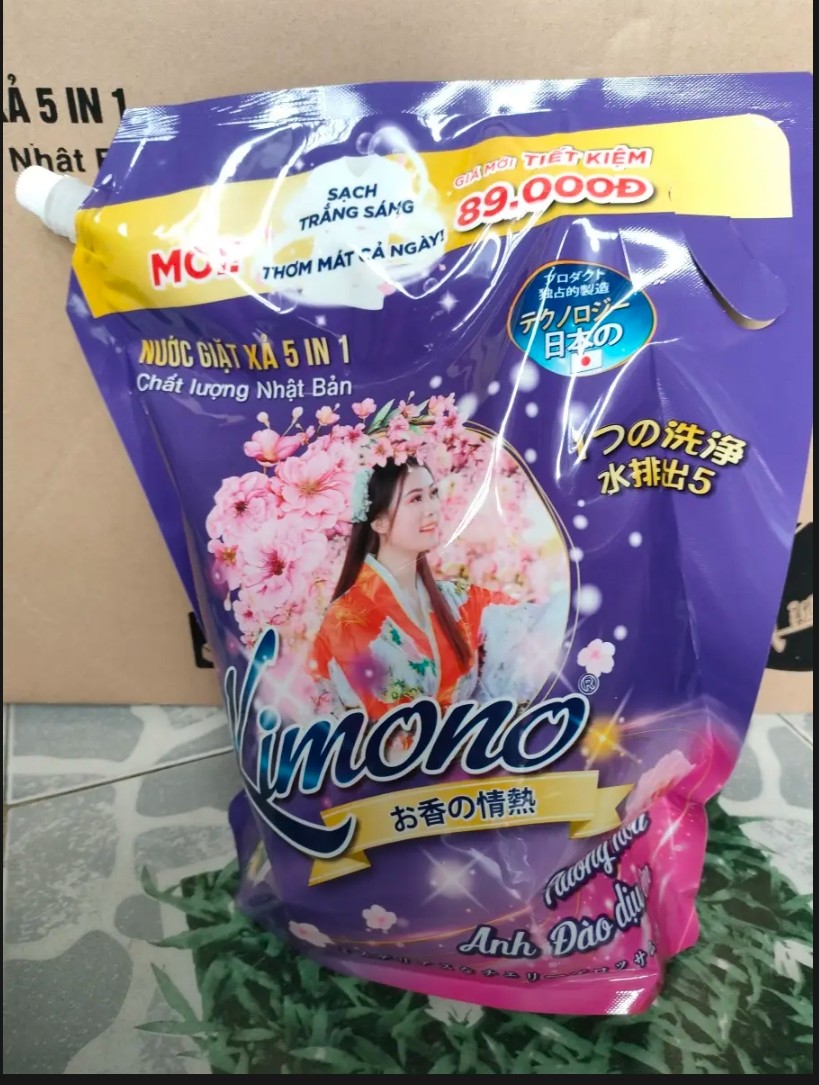 5 IN 1
Nhật
SẠCH
TRẮNG SÁNG
THƠM MÁT CẢ NGÀY!
GIÁ MỚI TIẾT KIỆM
89.000Đ
プロダクト
独占的製造
テクノロジー
日本の
NƯỚC GIẶT XẢ 5 IN 1
Chất lượng Nhật Bản
つの洗浄
水排出5
Kimono®
お香の情熱
Hương hoa
Anh Đào dịu